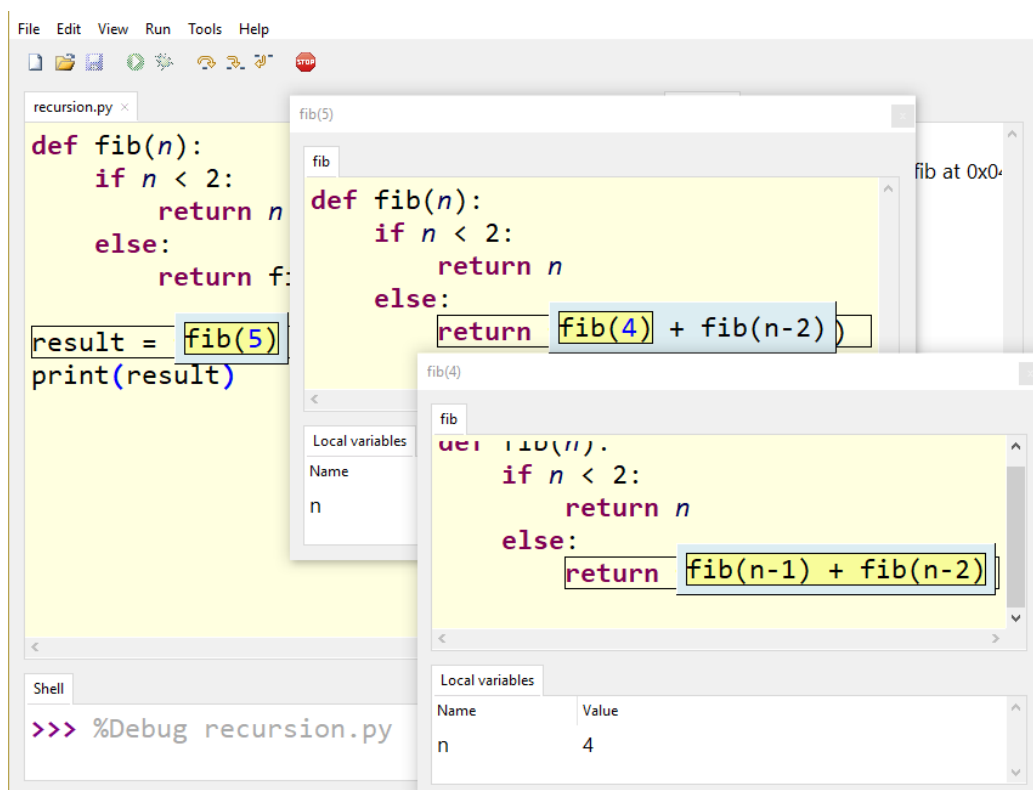 File Edit View Run Tools Help
STOP
recursion.py ×
def fib(n):
    if n < 2:
        return n
    else:
        return fi
result = fib(5)
print(result)
fib(5)
fib
def fib(n):
    if n < 2:
        return n
    else:
        return fib(4) + fib(n-2))
Local variables
Name
n
fib at 0x04
fib(4)
fib
def fib(n):
    if n < 2:
        return n
    else:
        return fib(n-1) + fib(n-2)
Local variables
Name Value
n 4
Shell
>>> %Debug recursion.py